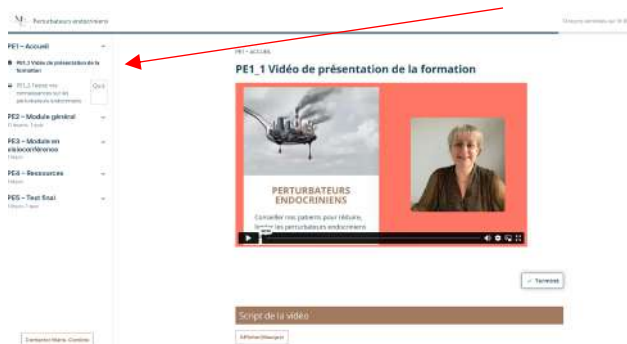 Perturbateurs endocriniens
PE1 – Accueil
PE1_1 Vidéo de présentation de la
formation
PE1_2 Testez vos
connaissances sur les
perturbateurs endocriniens
Quiz
PE2 – Module général
PE3 – Module en
visioconférence
PE4 – Ressources
PE5 – Test final
PE1 – ACCUEIL
PE1_1 Vidéo de présentation de la formation
PERTURBATEURS
ENDOCRINIENS
Conseiller nos patients pour réduire,
les perturbateurs endocriniens
Terminé
Script de la vidéo